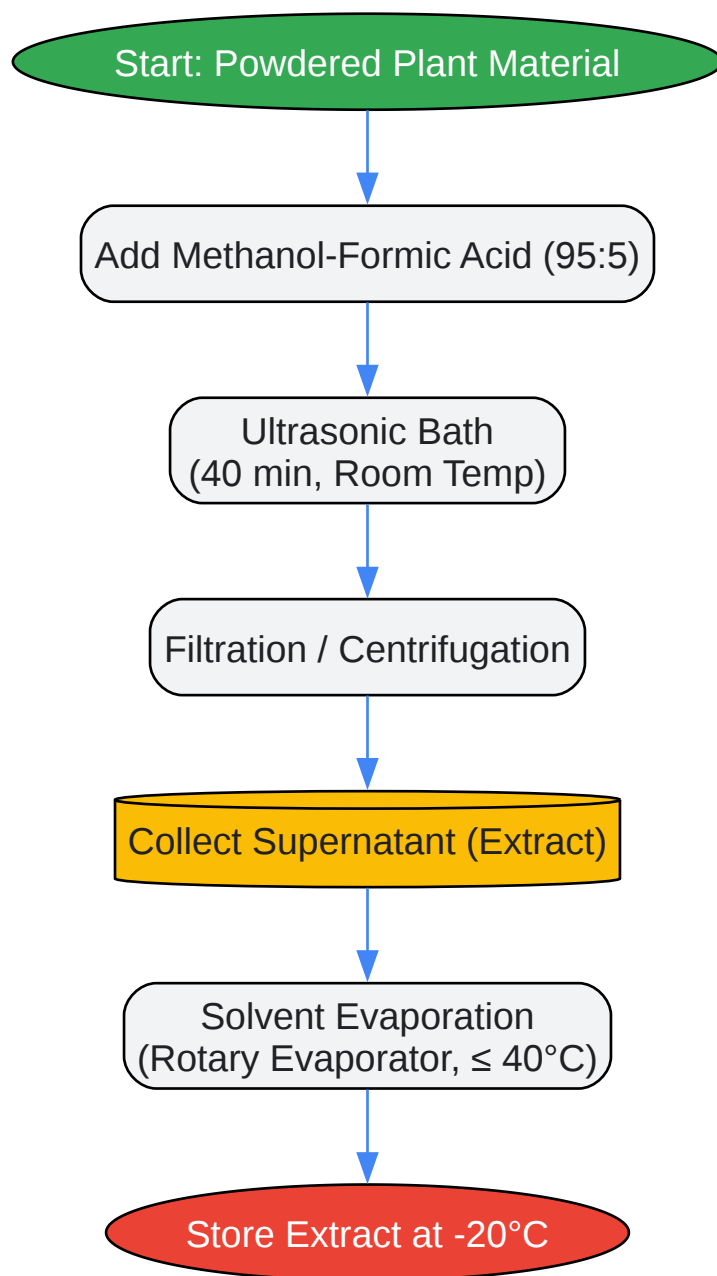 Start: Powdered Plant Material
Add Methanol-Formic Acid (95:5)
Ultrasonic Bath
(40 min, Room Temp)
Filtration / Centrifugation
Collect Supernatant (Extract)
Solvent Evaporation
(Rotary Evaporator, ≤ 40°C)
Store Extract at -20°C